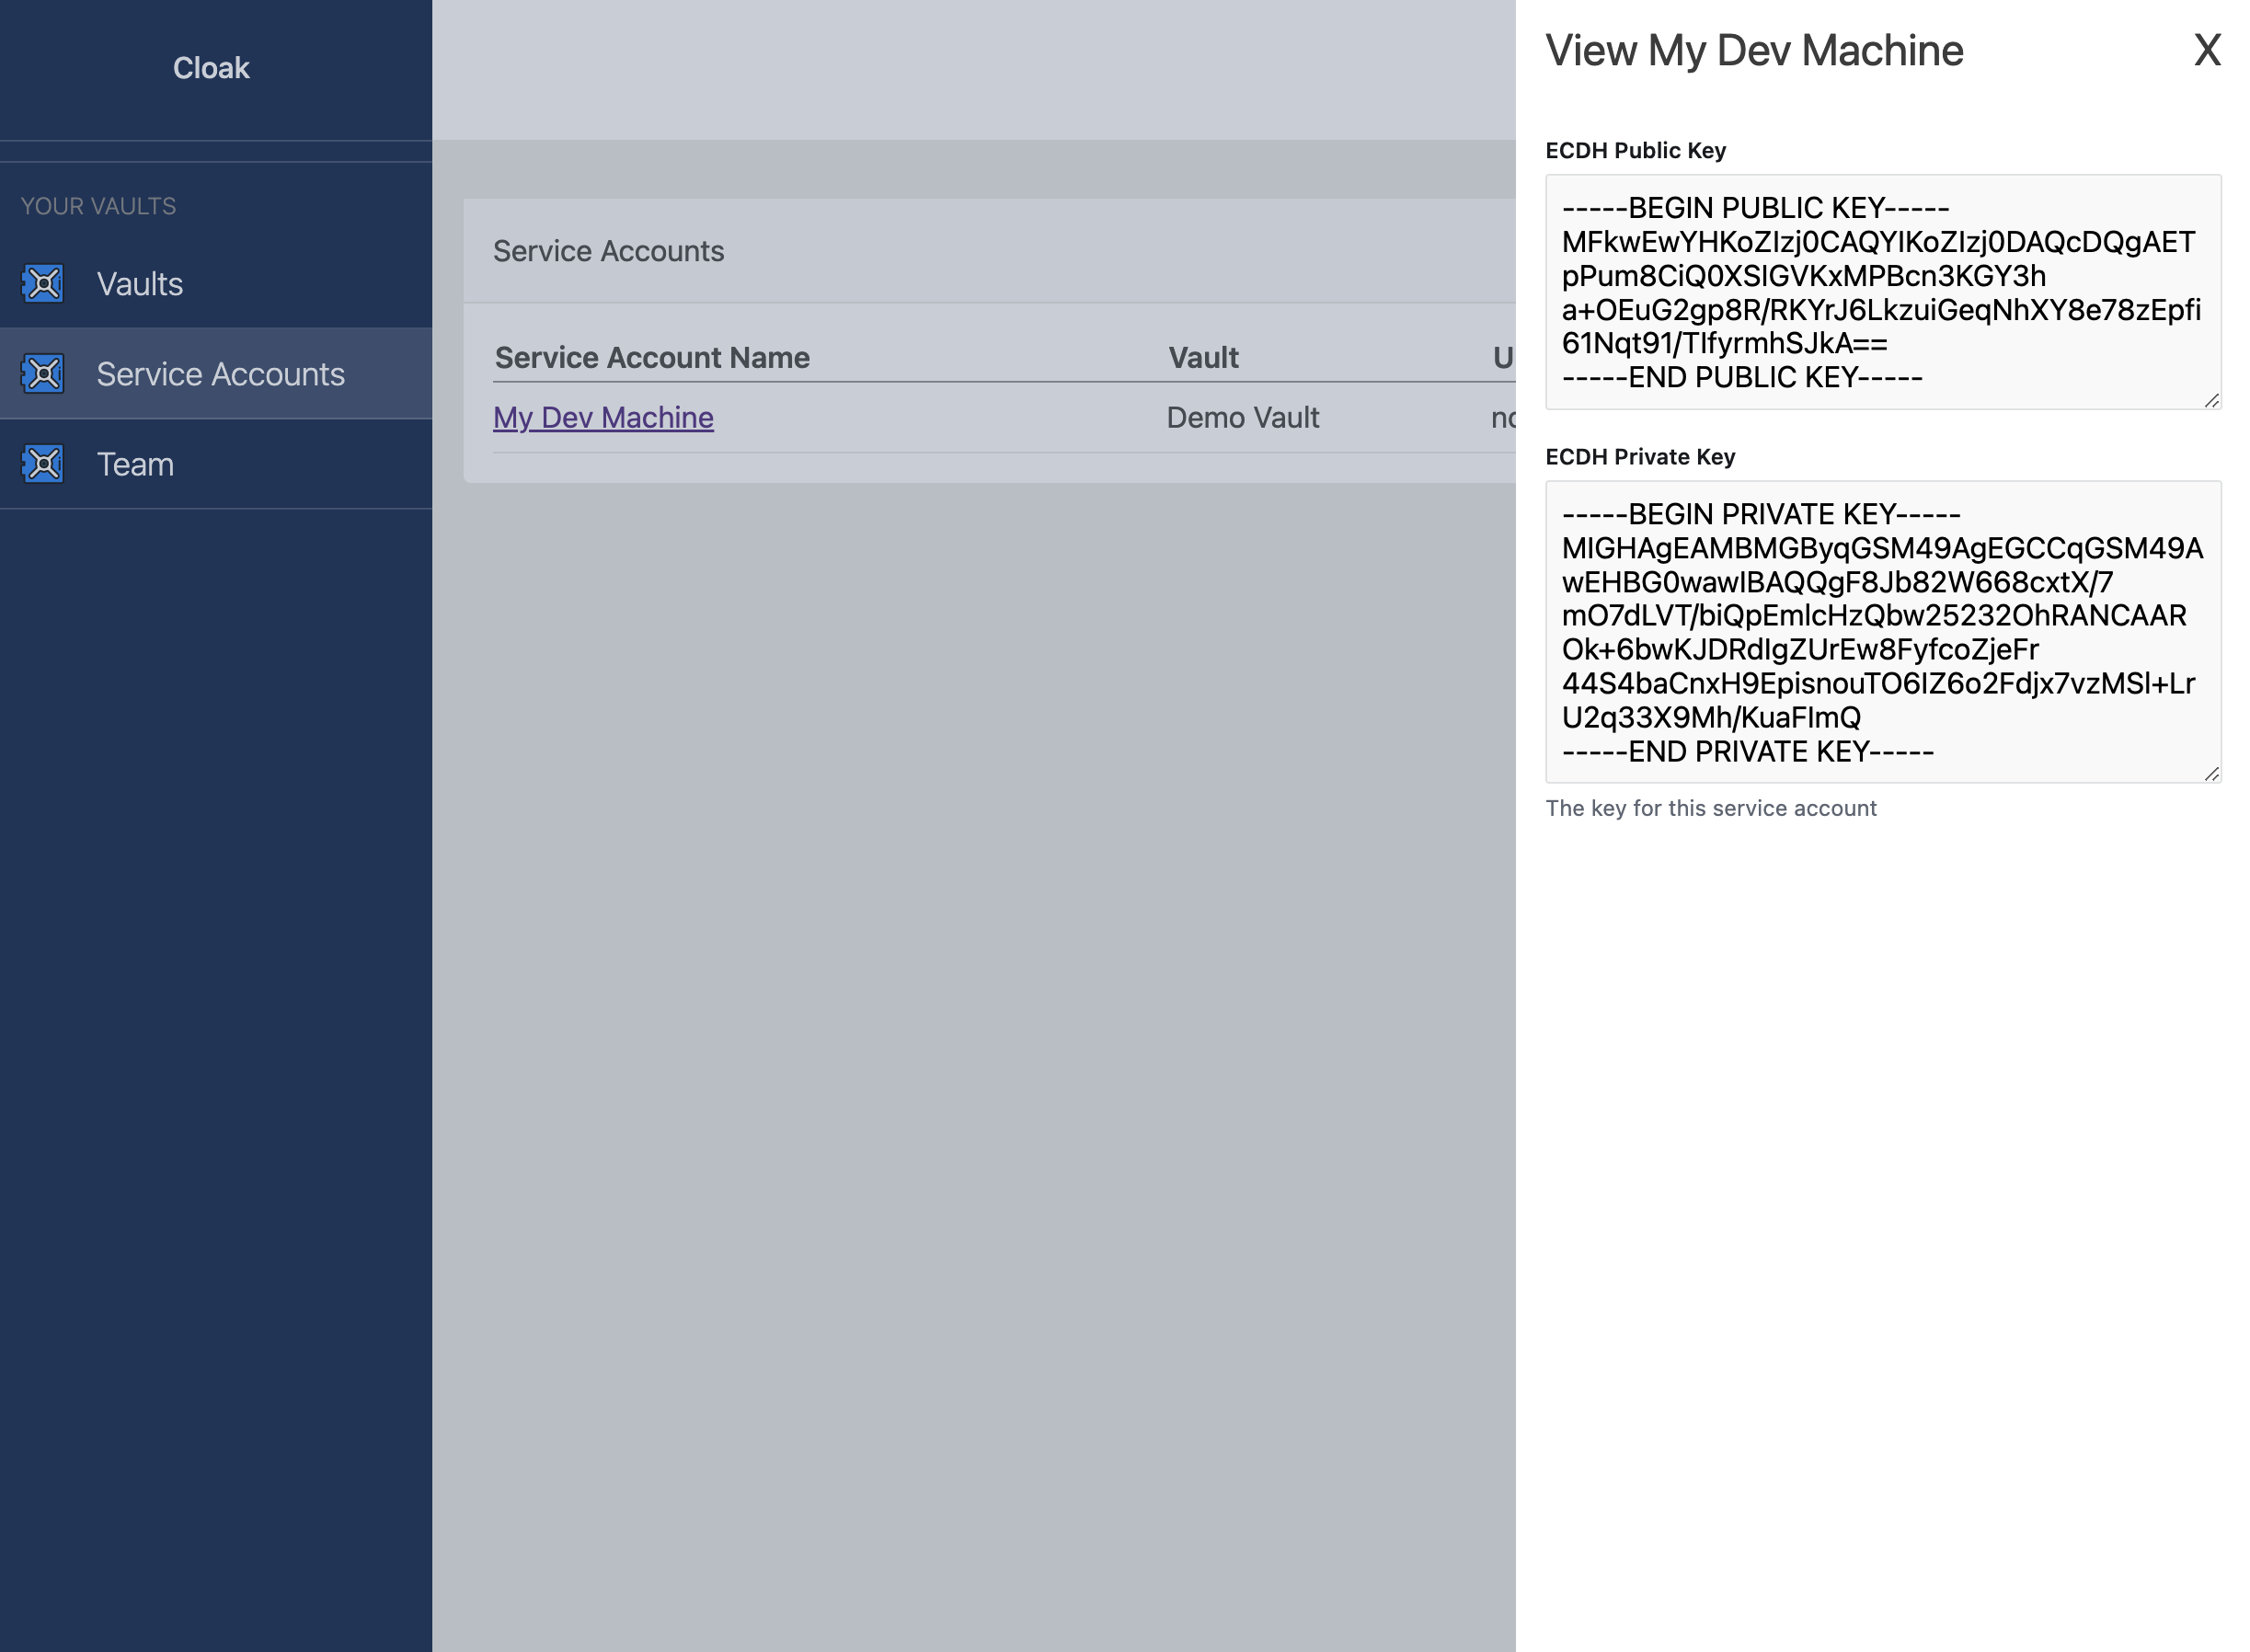 Cloak
YOUR VAULTS
Vaults
Service Accounts
Team
Service Accounts
Service Account Name Vault U
My Dev Machine Demo Vault no
View My Dev Machine X
ECDH Public Key
-----BEGIN PUBLIC KEY-----
MFkwEwYHKoZIzj0CAQYIKoZIzj0DAQcDQgAET
pPum8CiQ0XSIGVKxMPBcn3KGY3h
a+OEuG2gp8R/RKYrJ6LkzuiGeqNhXY8e78zEpfi
61Nqt91/TIfyrmhSJkA==
-----END PUBLIC KEY-----
ECDH Private Key
-----BEGIN PRIVATE KEY-----
MIGHAgEAMBMGByqGSM49AgEGCCqGSM49A
wEHBG0wawIBAQQgF8Jb82W668cxtX/7
mO7dLVT/biQpEmlcHzQbw25232OhRANCAAR
Ok+6bwKJDRdIgZUrEw8FyfcoZjeFr
44S4baCnxH9EpisnouTO6IZ6o2Fdjx7vzMSl+Lr
U2q33X9Mh/KuaFImQ
-----END PRIVATE KEY-----
The key for this service account